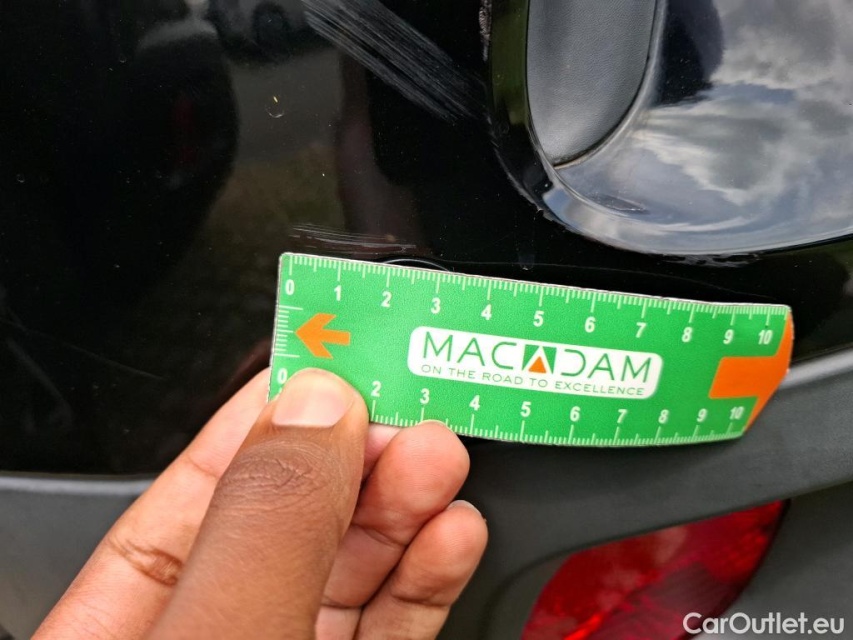 0 1 2 3 4 5 6 7 8 9 10
MACADAM
ON THE ROAD TO EXCELLENCE
0 2 3 4 5 6 7 8 9 10
CarOutlet.eu